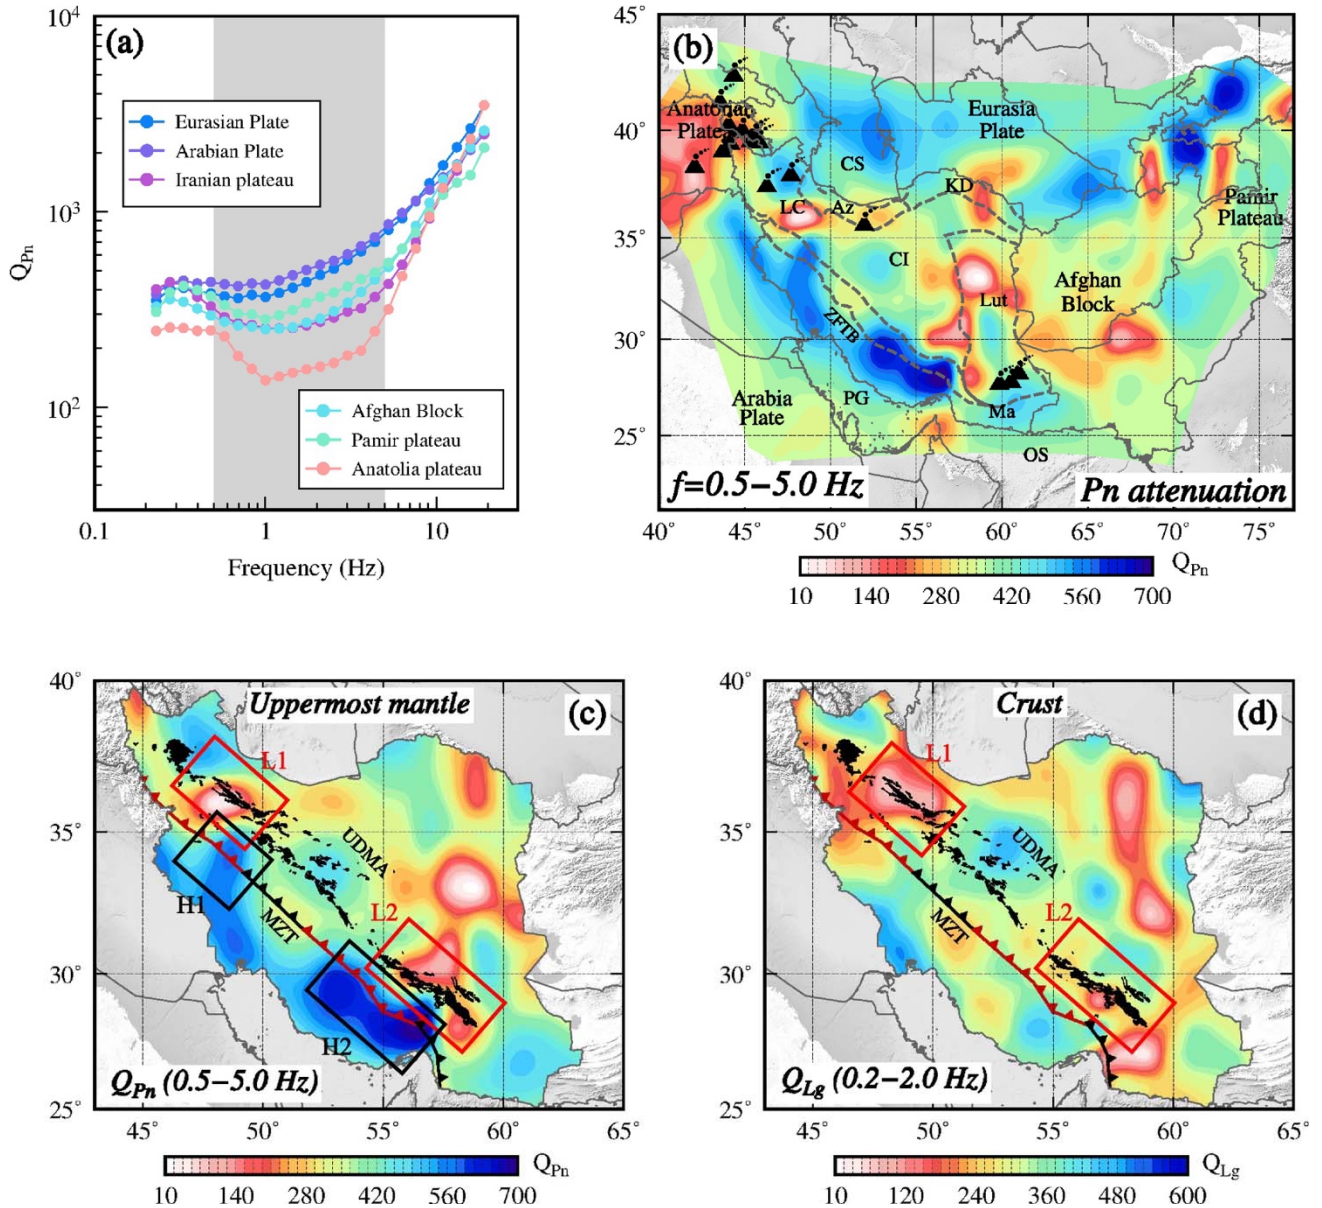 (a)
10⁴
10³
10²
Q_Pn
Eurasian Plate
Arabian Plate
Iranian plateau
Afghan Block
Pamir plateau
Anatolia plateau
0.1 1 10
Frequency (Hz)
(b)
45°
40°
35°
30°
25°
Anatolian
Plate
Eurasia
Plate
CS
KD
LC
Az
Pamir
Plateau
CI
Afghan
Block
Lut
ZFTB
Arabia
Plate
PG
Ma
OS
f=0.5–5.0 Hz
Pn attenuation
40° 45° 50° 55° 60° 65° 70° 75°
Q_Pn
10 140 280 420 560 700
40°
35°
30°
25°
Uppermost mantle
(c)
L1
UDMA
H1
MZT
L2
H2
Q_Pn (0.5–5.0 Hz)
45° 50° 55° 60° 65°
Q_Pn
10 140 280 420 560 700
40°
35°
30°
25°
Crust
(d)
L1
UDMA
MZT
L2
Q_Lg (0.2–2.0 Hz)
45° 50° 55° 60° 65°
Q_Lg
10 120 240 360 480 600